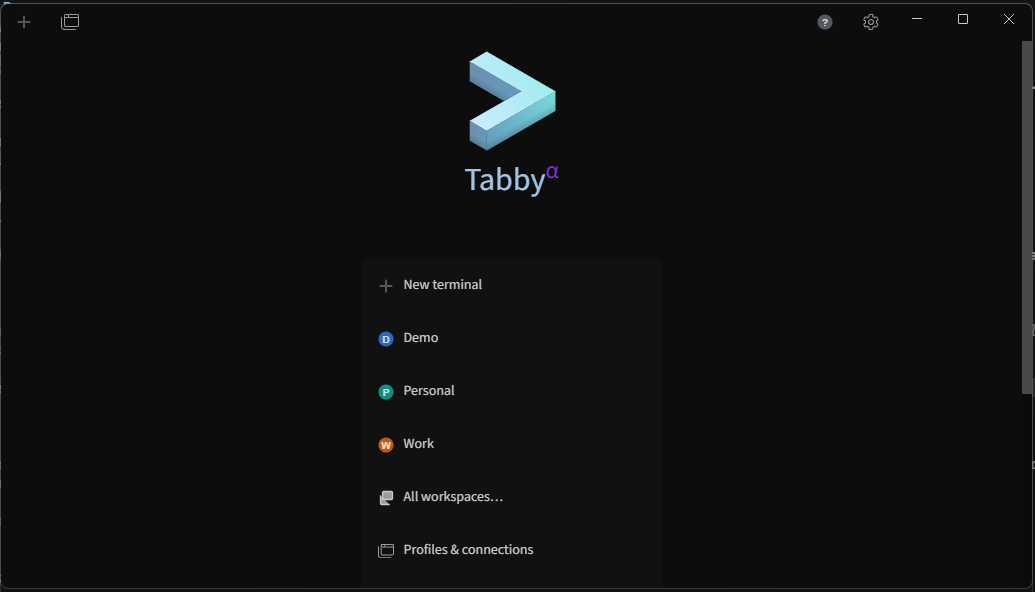 ?
Tabbyα
New terminal
D Demo
P Personal
W Work
All workspaces…
Profiles & connections